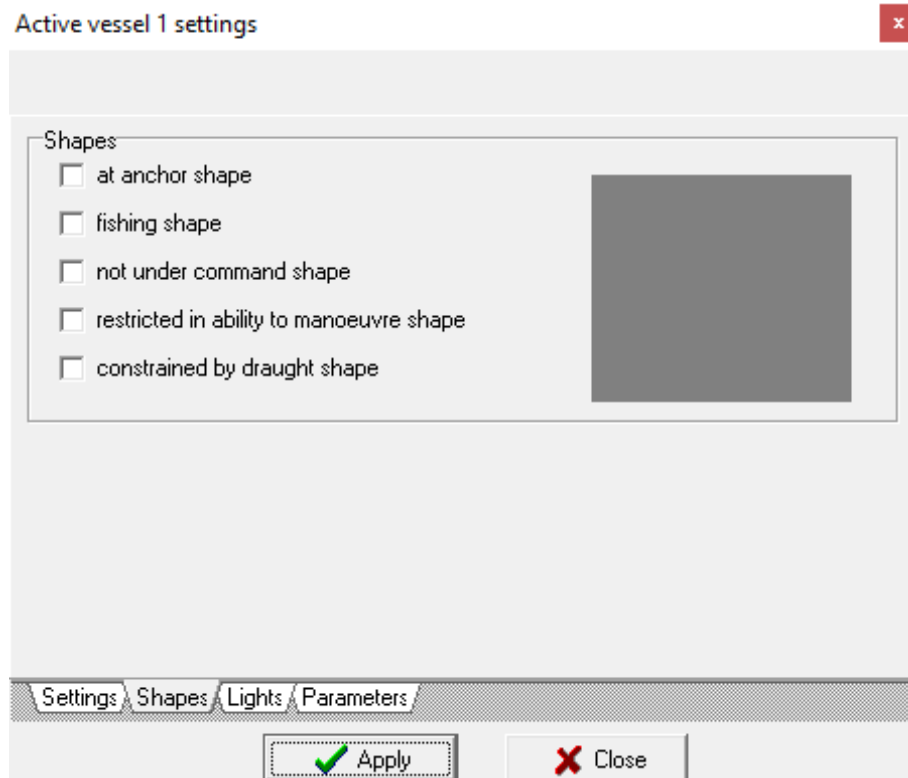 Active vessel 1 settings
x
Shapes
at anchor shape
fishing shape
not under command shape
restricted in ability to manoeuvre shape
constrained by draught shape
Settings Shapes Lights Parameters
Apply Close